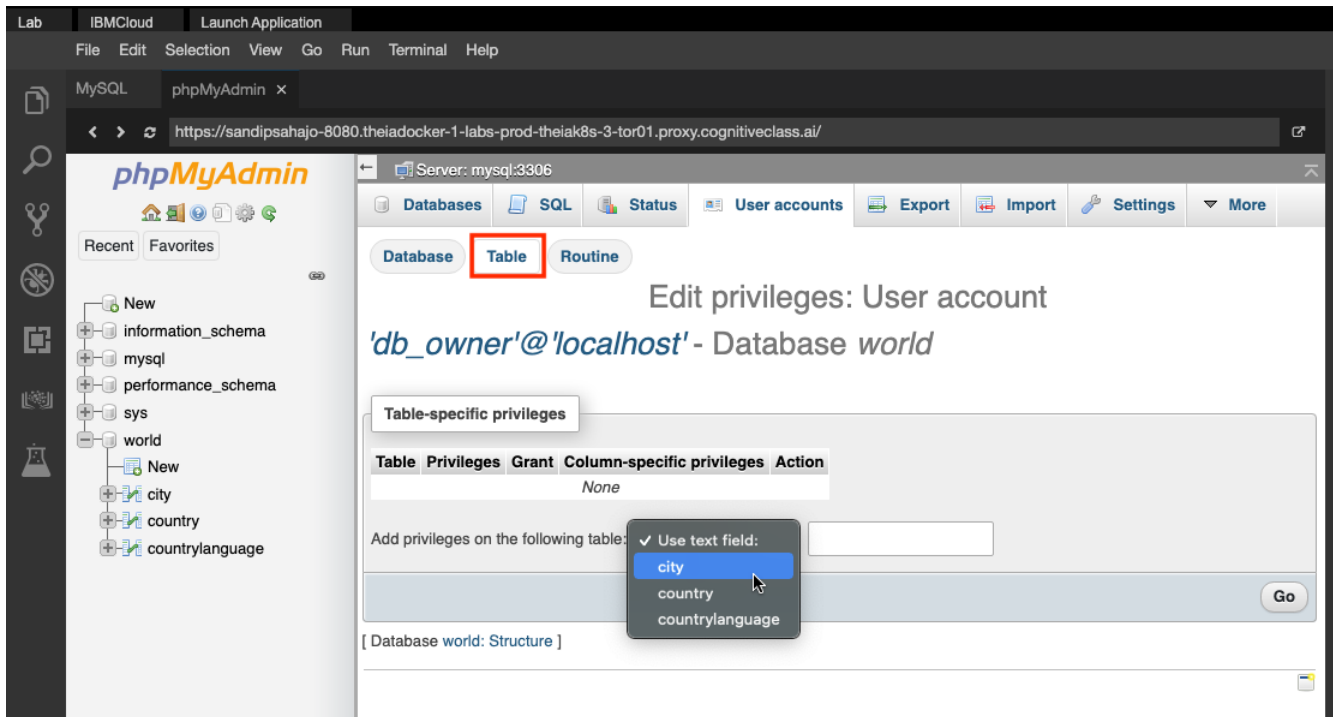 Lab IBMCloud Launch Application
File Edit Selection View Go Run Terminal Help
MySQL phpMyAdmin ×
https://sandipsahajo-8080.theiadocker-1-labs-prod-theiak8s-3-tor01.proxy.cognitiveclass.ai/
phpMyAdmin
Recent Favorites
New
information_schema
mysql
performance_schema
sys
world
New
city
country
countrylanguage
Server: mysql:3306
Databases SQL Status User accounts Export Import Settings More
Database Table Routine
Edit privileges: User account
'db_owner'@'localhost' - Database world
Table-specific privileges
Table Privileges Grant Column-specific privileges Action
None
Add privileges on the following table: ✓ Use text field:
city
country
countrylanguage
Go
[ Database world: Structure ]